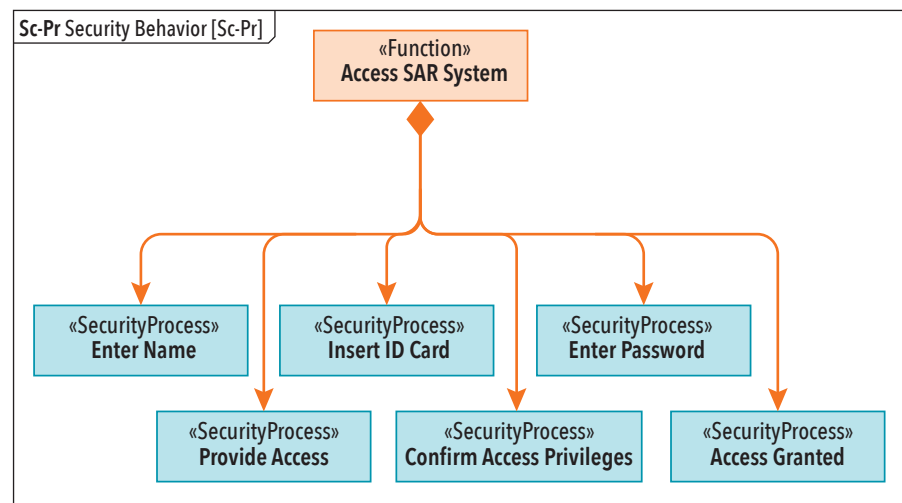 Sc-Pr Security Behavior [Sc-Pr]
«Function»
Access SAR System
«SecurityProcess»
Enter Name
«SecurityProcess»
Insert ID Card
«SecurityProcess»
Enter Password
«SecurityProcess»
Provide Access
«SecurityProcess»
Confirm Access Privileges
«SecurityProcess»
Access Granted